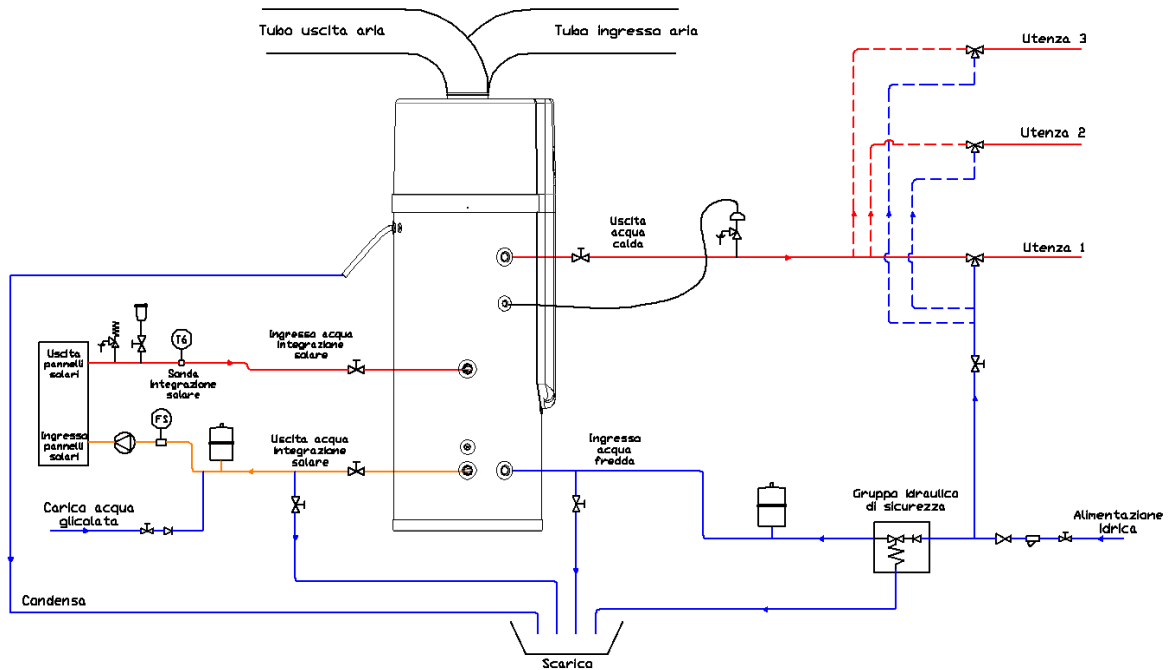 Tubo uscita aria
Tubo ingresso aria
Utenza 3
Utenza 2
Uscita
acqua
calda
Utenza 1
Uscita
pannelli
solari
T6
Sonda
integrazione
solare
Ingresso acqua
integrazione
solare
Ingresso
pannelli
solari
FS
Uscita acqua
integrazione
solare
Ingresso
acqua
fredda
Carica acqua
glicolata
Gruppo idraulico
di sicurezza
Alimentazione
idrica
Condensa
Scarico